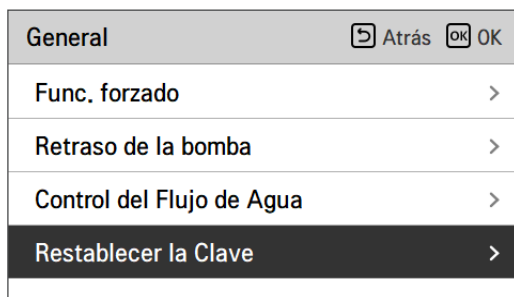 General Atrás OK OK
Func. forzado >
Retraso de la bomba >
Control del Flujo de Agua >
Restablecer la Clave >